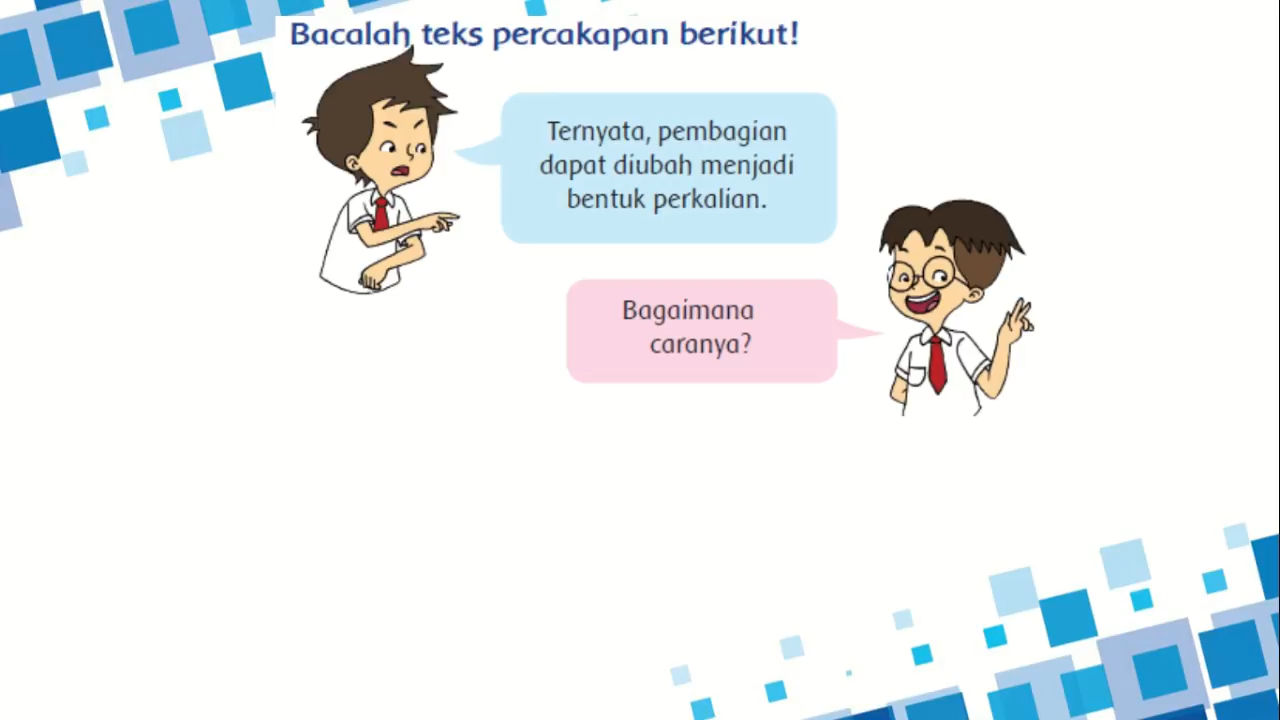 Bacalah teks percakapan berikut!
Ternyata, pembagian
dapat diubah menjadi
bentuk perkalian.
Bagaimana
caranya?